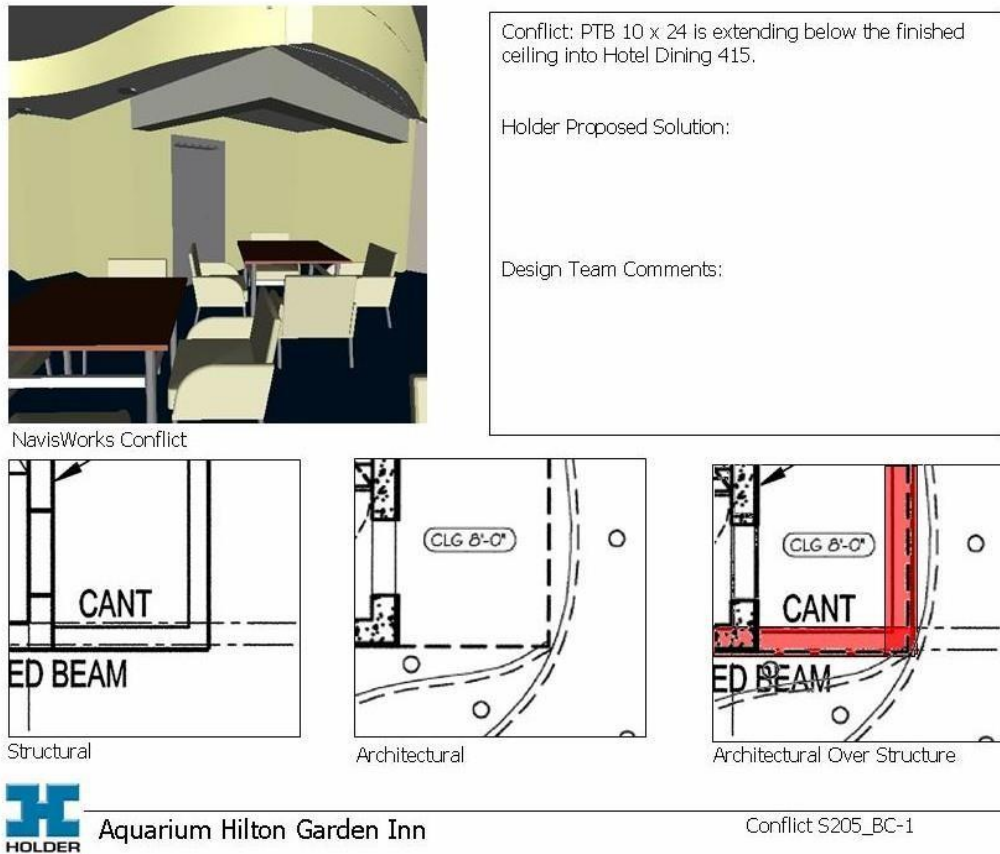 Conflict: PTB 10 x 24 is extending below the finished
ceiling into Hotel Dining 415.
Holder Proposed Solution:
Design Team Comments:
NavisWorks Conflict
CLG 8'-0"
CLG 8'-0"
CANT
CANT
ED BEAM
ED BEAM
Structural
Architectural
Architectural Over Structure
HOLDER
Aquarium Hilton Garden Inn
Conflict S205_BC-1